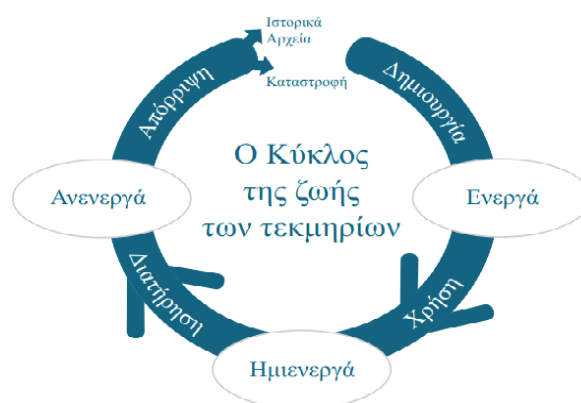 Ιστορικά
Αρχεία
Καταστροφή
Απόρριψη
Δημιουργία
Ο Κύκλος
της ζωής
των τεκμηρίων
Ανενεργά
Ενεργά
Διατήρηση
Χρήση
Ημιενεργά